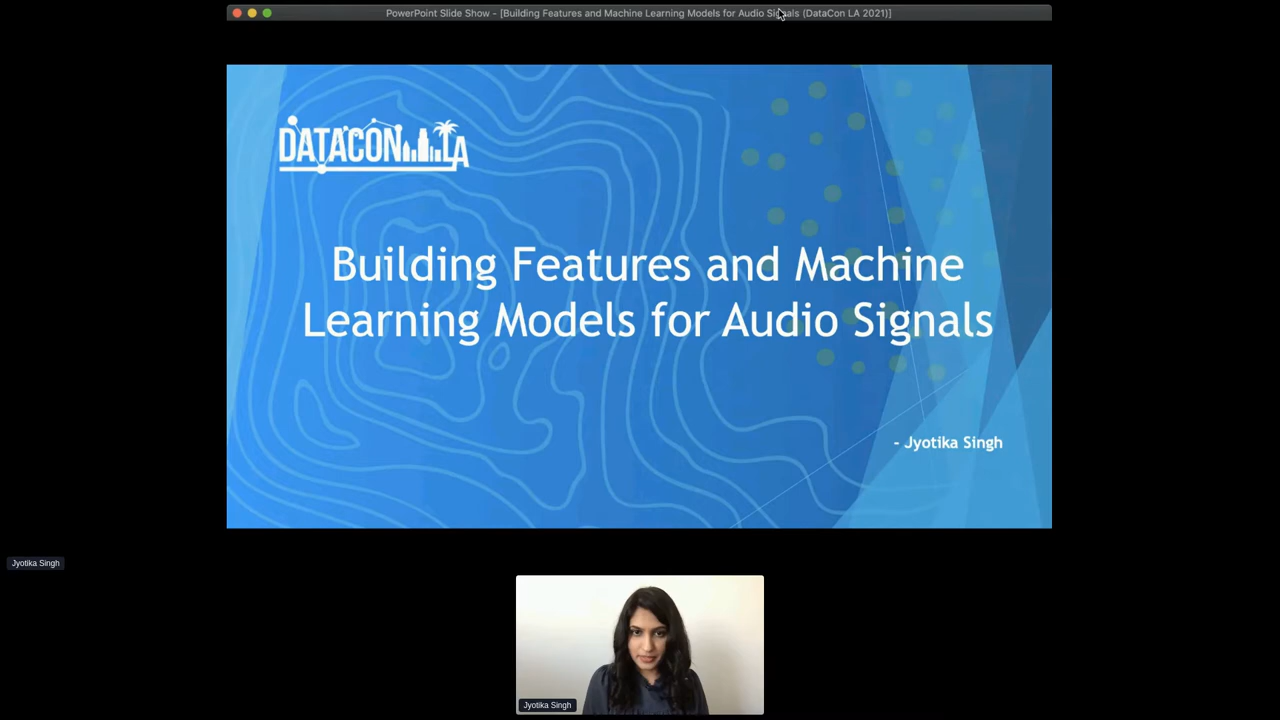 PowerPoint Slide Show - [Building Features and Machine Learning Models for Audio Signals (DataCon LA 2021)]
DATACON LA
Building Features and Machine
Learning Models for Audio Signals
- Jyotika Singh
Jyotika Singh
Jyotika Singh